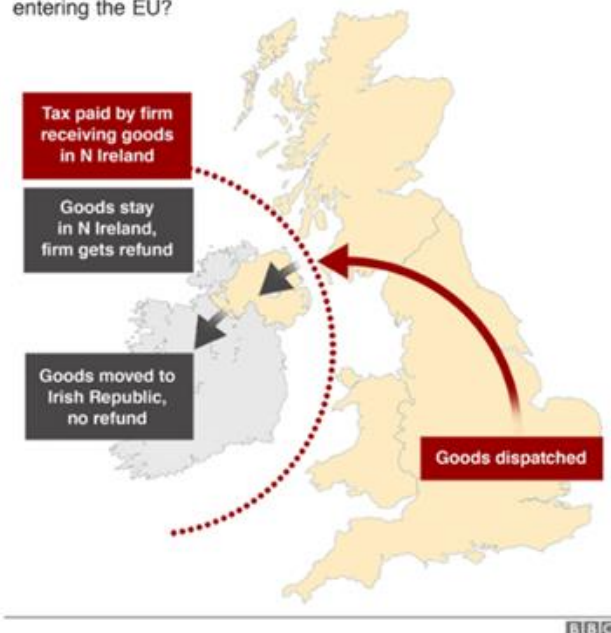 entering the EU?
Tax paid by firm
receiving goods
in N Ireland
Goods stay
in N Ireland,
firm gets refund
Goods moved to
Irish Republic,
no refund
Goods dispatched
BBC